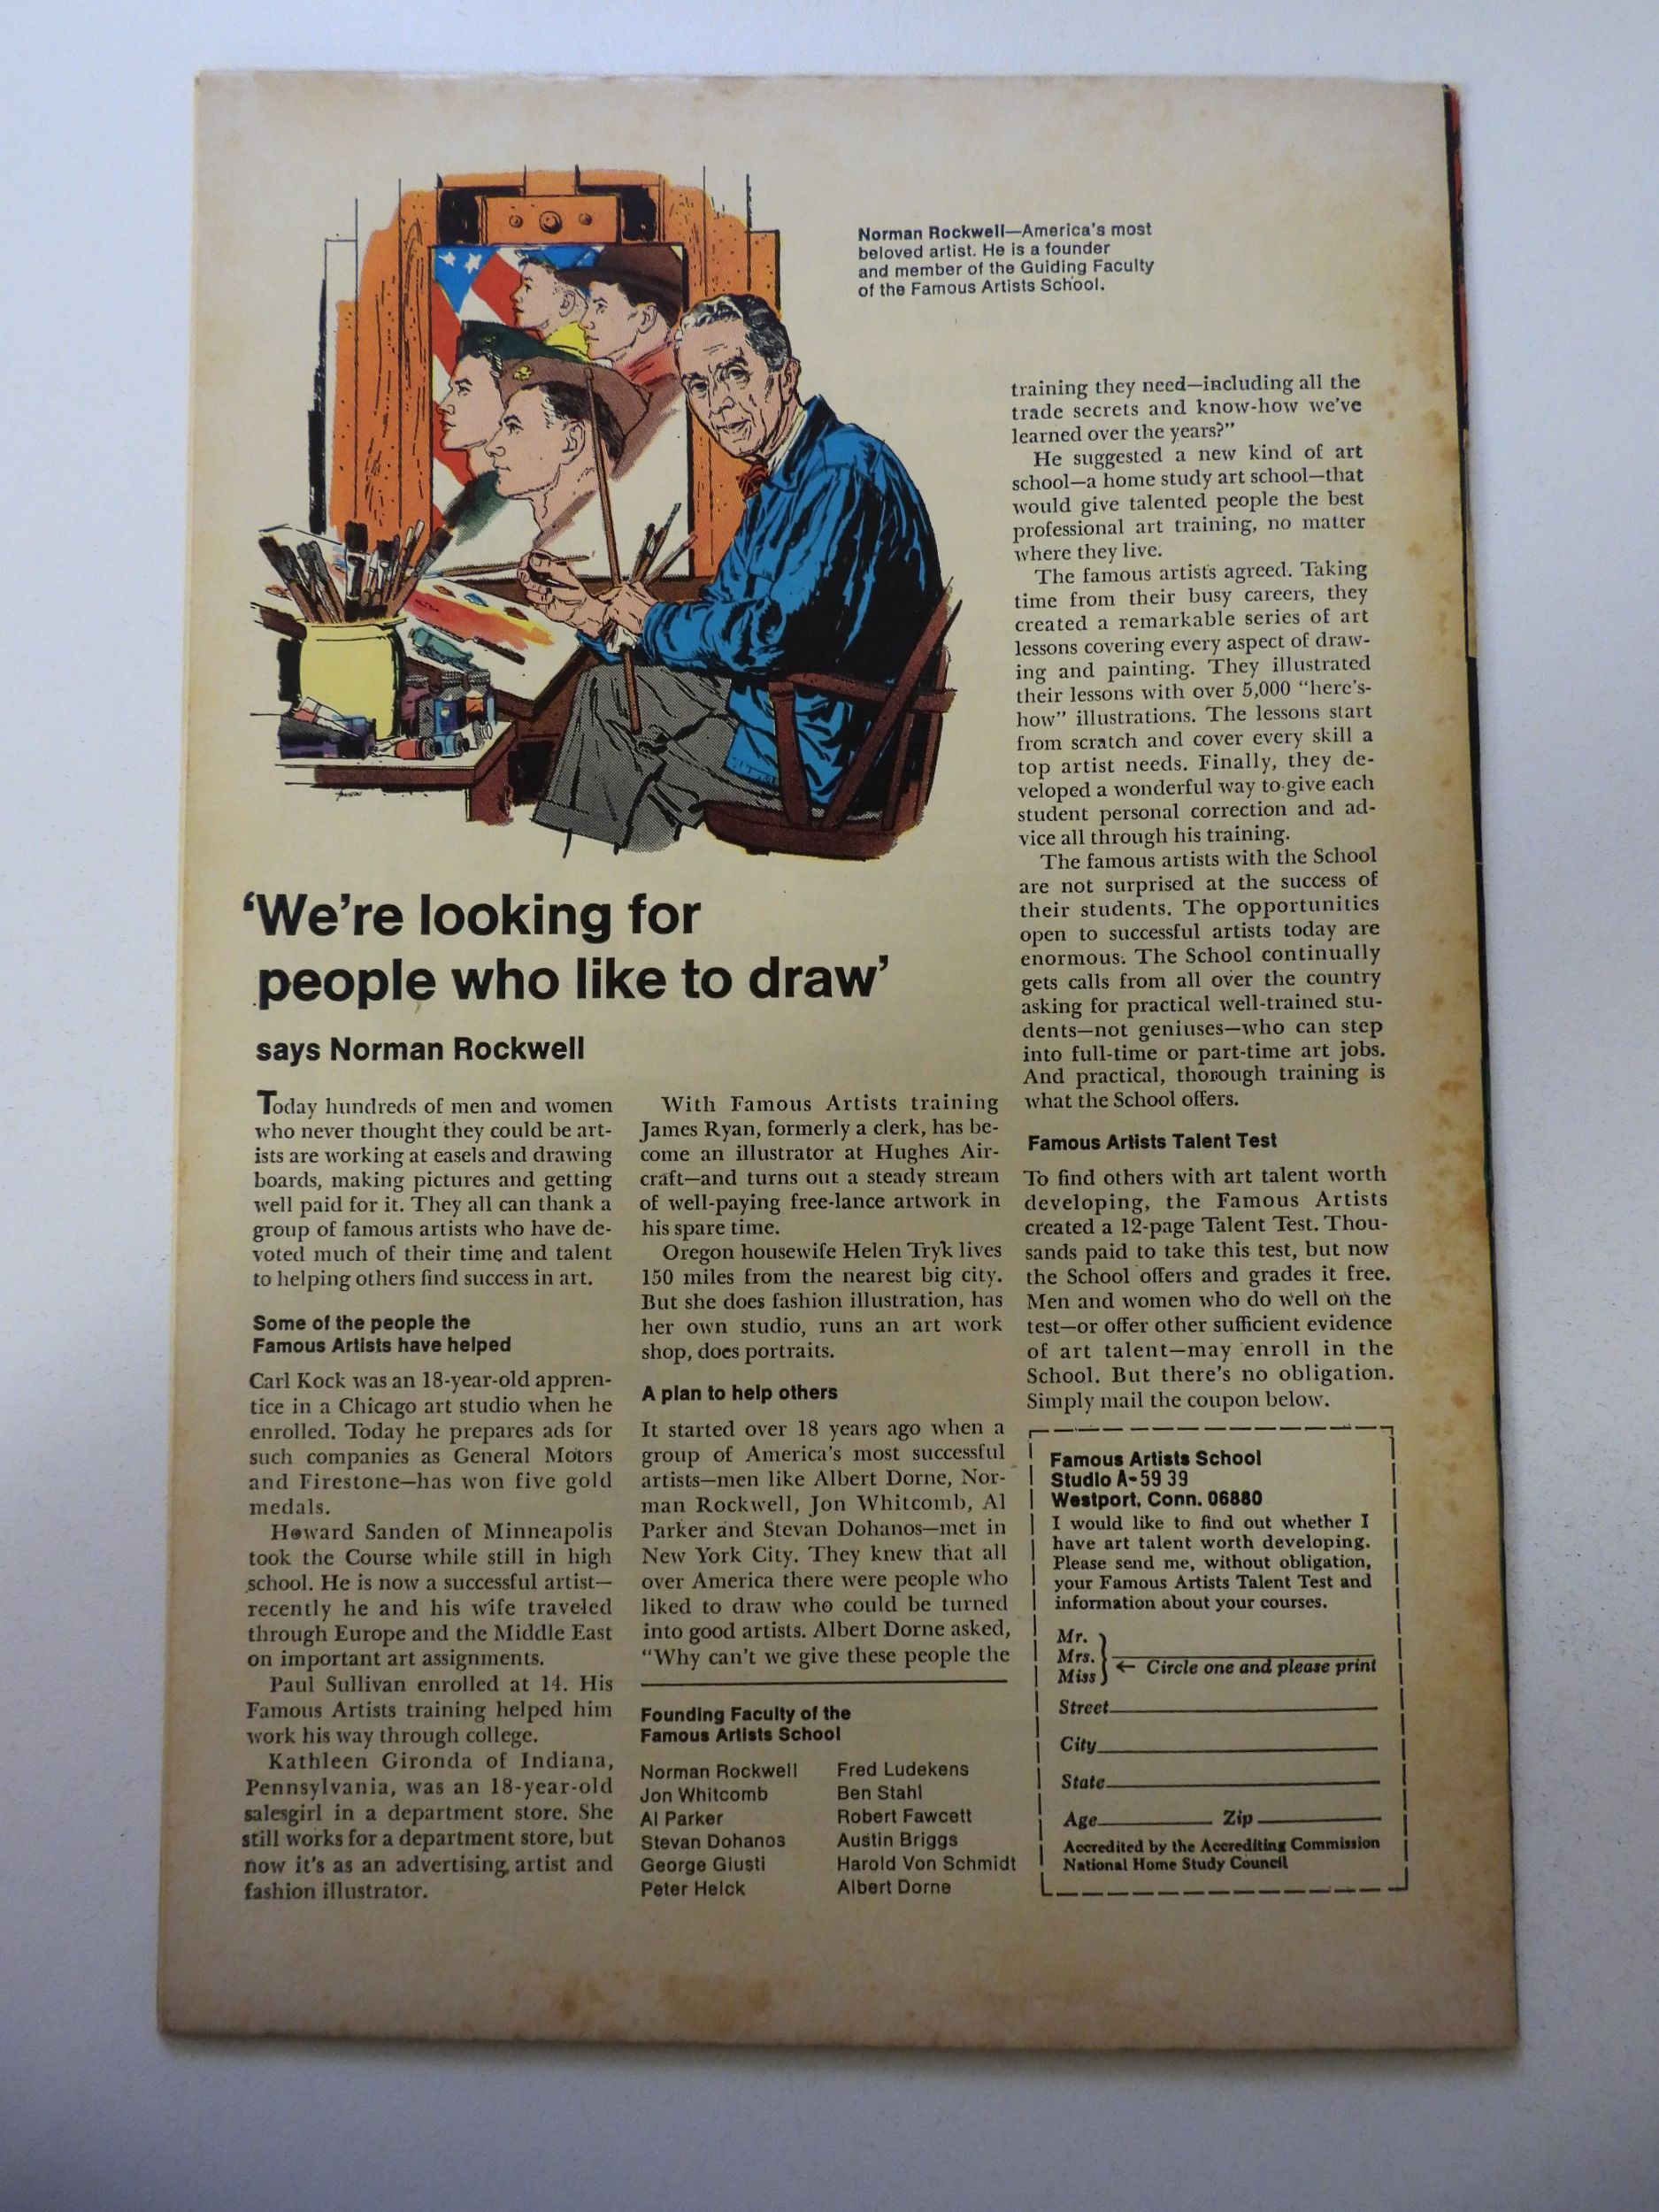 Norman Rockwell—America's most
beloved artist. He is a founder
and member of the Guiding Faculty
of the Famous Artists School.
'We're looking for
people who like to draw'
says Norman Rockwell
Today hundreds of men and women
who never thought they could be art-
ists are working at easels and drawing
boards, making pictures and getting
well paid for it. They all can thank a
group of famous artists who have de-
voted much of their time and talent
to helping others find success in art.
Some of the people the
Famous Artists have helped
Carl Kock was an 18-year-old appren-
tice in a Chicago art studio when he
enrolled. Today he prepares ads for
such companies as General Motors
and Firestone—has won five gold
medals.
Howard Sanden of Minneapolis
took the Course while still in high
school. He is now a successful artist—
recently he and his wife traveled
through Europe and the Middle East
on important art assignments.
Paul Sullivan enrolled at 14. His
Famous Artists training helped him
work his way through college.
Kathleen Gironda of Indiana,
Pennsylvania, was an 18-year-old
salesgirl in a department store. She
still works for a department store, but
now it's as an advertising artist and
fashion illustrator.
With Famous Artists training
James Ryan, formerly a clerk, has be-
come an illustrator at Hughes Air-
craft—and turns out a steady stream
of well-paying free-lance artwork in
his spare time.
Oregon housewife Helen Tryk lives
150 miles from the nearest big city.
But she does fashion illustration, has
her own studio, runs an art work
shop, does portraits.
A plan to help others
It started over 18 years ago when a
group of America's most successful
artists—men like Albert Dorne, Nor-
man Rockwell, Jon Whitcomb, Al
Parker and Stevan Dohanos—met in
New York City. They knew that all
over America there were people who
liked to draw who could be turned
into good artists. Albert Dorne asked,
"Why can't we give these people the
Founding Faculty of the
Famous Artists School
Norman Rockwell
Jon Whitcomb
Al Parker
Stevan Dohanos
George Giusti
Peter Helck
Fred Ludekens
Ben Stahl
Robert Fawcett
Austin Briggs
Harold Von Schmidt
Albert Dorne
training they need—including all the
trade secrets and know-how we've
learned over the years?"
He suggested a new kind of art
school—a home study art school—that
would give talented people the best
professional art training, no matter
where they live.
The famous artists agreed. Taking
time from their busy careers, they
created a remarkable series of art
lessons covering every aspect of draw-
ing and painting. They illustrated
their lessons with over 5,000 "here's-
how" illustrations. The lessons start
from scratch and cover every skill a
top artist needs. Finally, they de-
veloped a wonderful way to give each
student personal correction and ad-
vice all through his training.
The famous artists with the School
are not surprised at the success of
their students. The opportunities
open to successful artists today are
enormous. The School continually
gets calls from all over the country
asking for practical well-trained stu-
dents—not geniuses—who can step
into full-time or part-time art jobs.
And practical, thorough training is
what the School offers.
Famous Artists Talent Test
To find others with art talent worth
developing, the Famous Artists
created a 12-page Talent Test. Thou-
sands paid to take this test, but now
the School offers and grades it free.
Men and women who do well on the
test—or offer other sufficient evidence
of art talent—may enroll in the
School. But there's no obligation.
Simply mail the coupon below.
Famous Artists School
Studio A-59 39
Westport, Conn. 06880
I would like to find out whether I
have art talent worth developing.
Please send me, without obligation,
your Famous Artists Talent Test and
information about your courses.
Mr.
Mrs.
Miss
← Circle one and please print
Street
City
State
Age Zip
Accredited by the Accrediting Commission
National Home Study Council